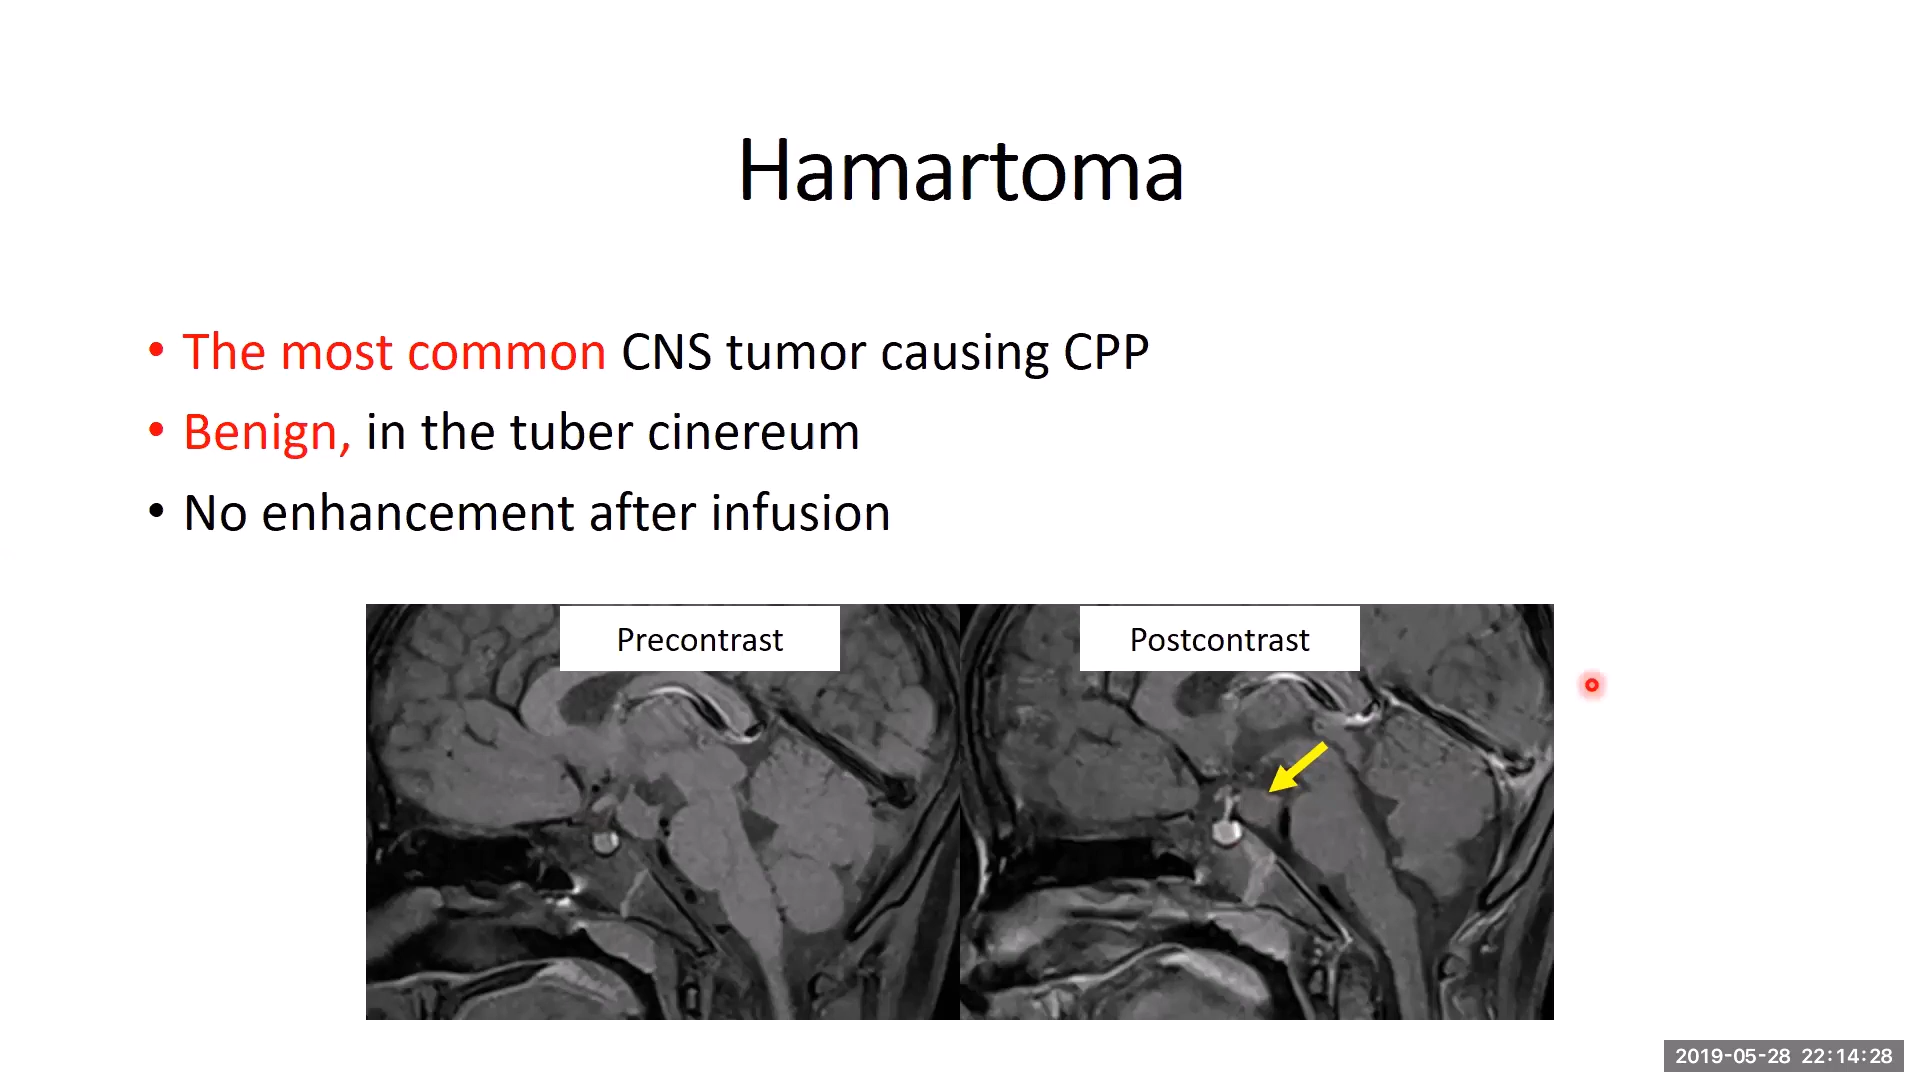 Hamartoma
• The most common CNS tumor causing CPP
• Benign, in the tuber cinereum
• No enhancement after infusion
Precontrast
Postcontrast
2019-05-28 22:14:28